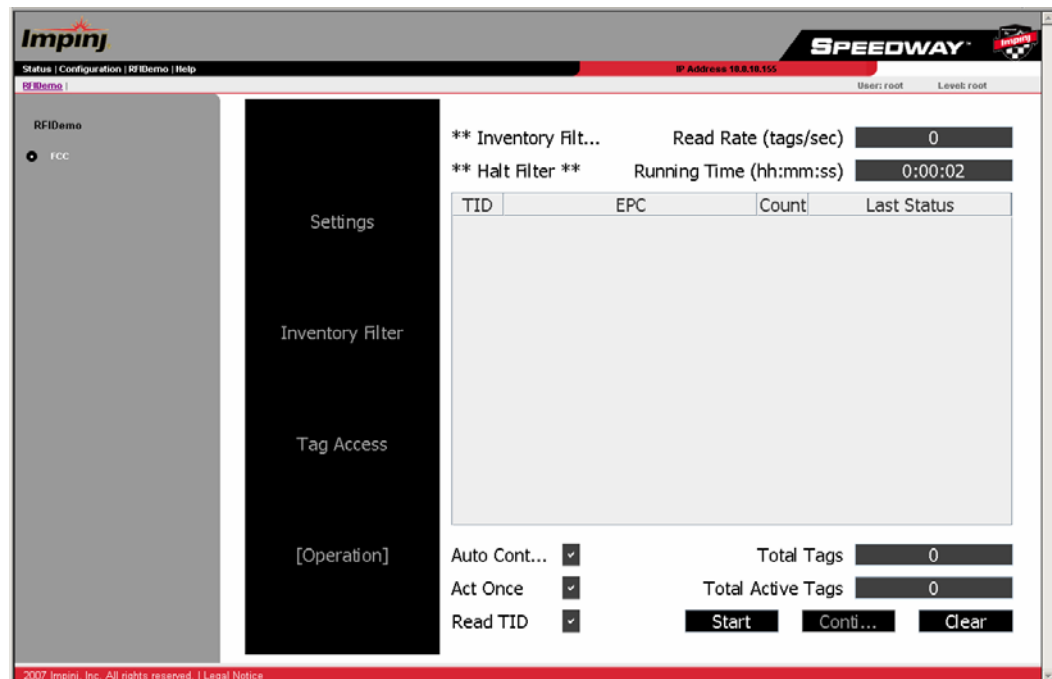 Impinj
SPEEDWAY
impinj
Status | Configuration | RFIDemo | Help
IP Address 10.0.10.155
RFIDemo |
User: root Level: root
RFIDemo
FCC
Settings
Inventory Filter
Tag Access
[Operation]
** Inventory Filt... Read Rate (tags/sec) 0
** Halt Filter ** Running Time (hh:mm:ss) 0:00:02
TID EPC Count Last Status
Auto Cont... Total Tags 0
Act Once Total Active Tags 0
Read TID Start Conti... Clear
2007 Impinj, Inc. All rights reserved. | Legal Notice